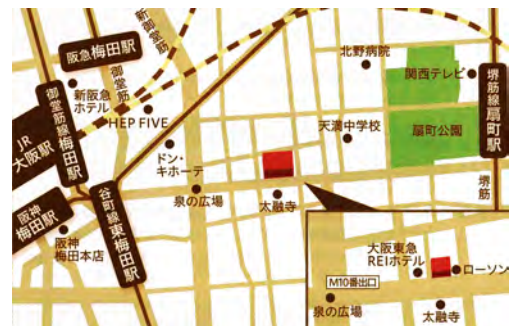 新御堂筋
阪急梅田駅
御堂筋
北野病院
関西テレビ
新阪急
ホテル
御堂筋線梅田駅
HEP FIVE
堺筋線扇町駅
JR
大阪駅
天満中学校
扇町公園
ドン・
キホーテ
谷町線東梅田駅
泉の広場
太融寺
堺筋
阪神
梅田駅
阪神
梅田本店
大阪東急
REIホテル
ローソン
M10番出口
泉の広場
太融寺